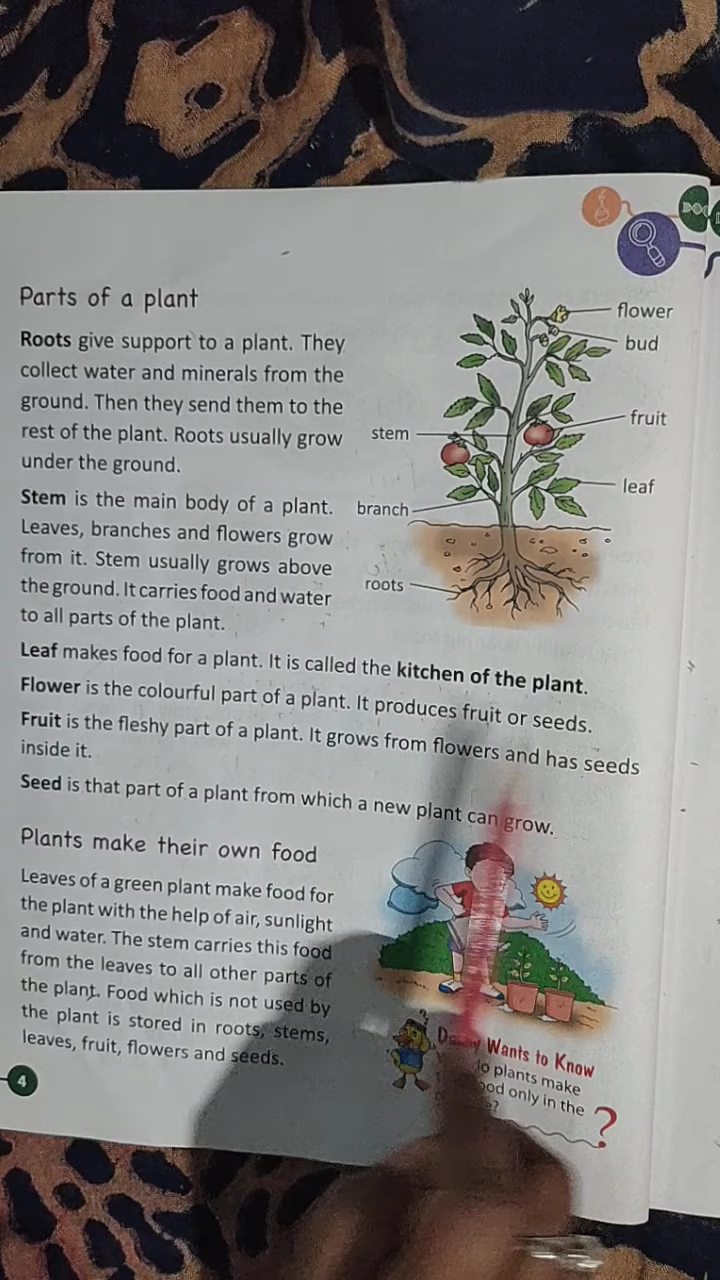 Parts of a plant
Roots give support to a plant. They
collect water and minerals from the
ground. Then they send them to the
rest of the plant. Roots usually grow
under the ground.
Stem is the main body of a plant.
Leaves, branches and flowers grow
from it. Stem usually grows above
the ground. It carries food and water
to all parts of the plant.
flower
bud
fruit
stem
leaf
branch
roots
Leaf makes food for a plant. It is called the kitchen of the plant.
Flower is the colourful part of a plant. It produces fruit or seeds.
Fruit is the fleshy part of a plant. It grows from flowers and has seeds
inside it.
Seed is that part of a plant from which a new plant can grow.
Plants make their own food
Leaves of a green plant make food for
the plant with the help of air, sunlight
and water. The stem carries this food
from the leaves to all other parts of
the plant. Food which is not used by
the plant is stored in roots, stems,
leaves, fruit, flowers and seeds.
Wants to Know
plants make
only in the
?
4